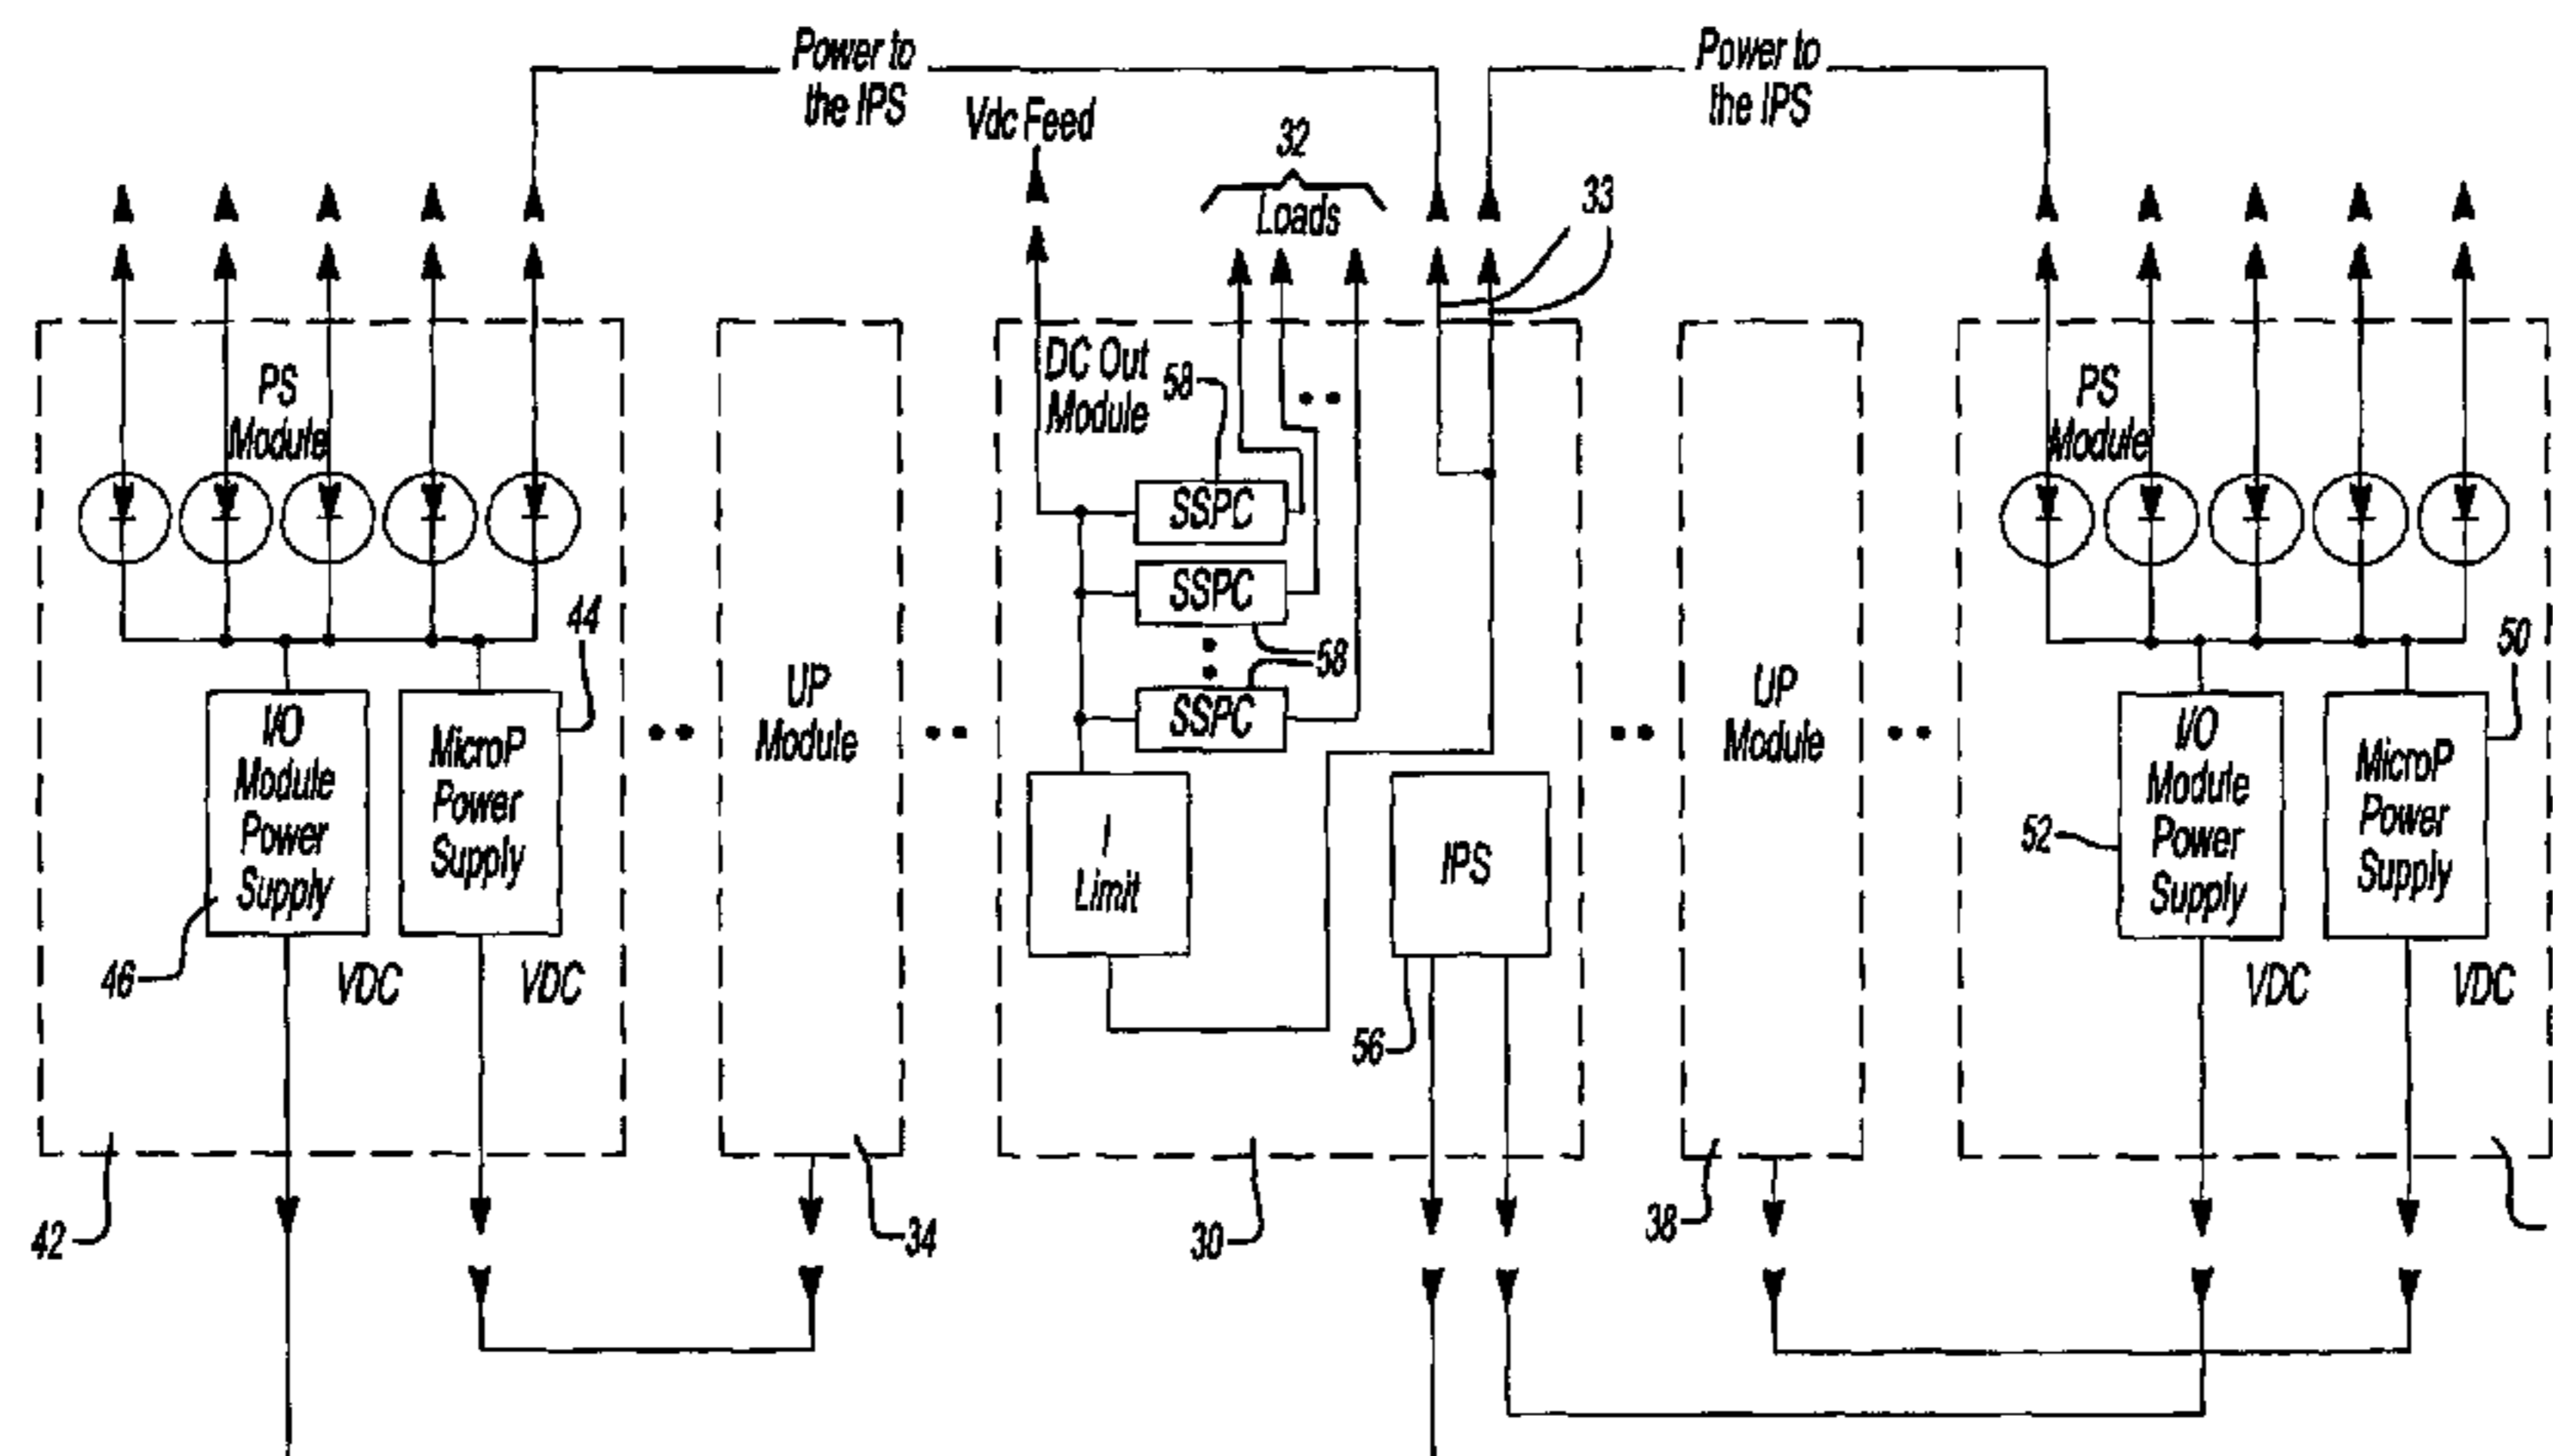 Power to
the IPS
Power to
the IPS
Vdc Feed
32
Loads
33
PS
Module
DC Out
Module
58
PS
Module
SSPC
SSPC
58
SSPC
44
50
I/O
Module
Power
Supply
MicroP
Power
Supply
UP
Module
I
Limit
IPS
UP
Module
52
I/O
Module
Power
Supply
MicroP
Power
Supply
46
VDC
VDC
56
VDC
VDC
42
34
30
38